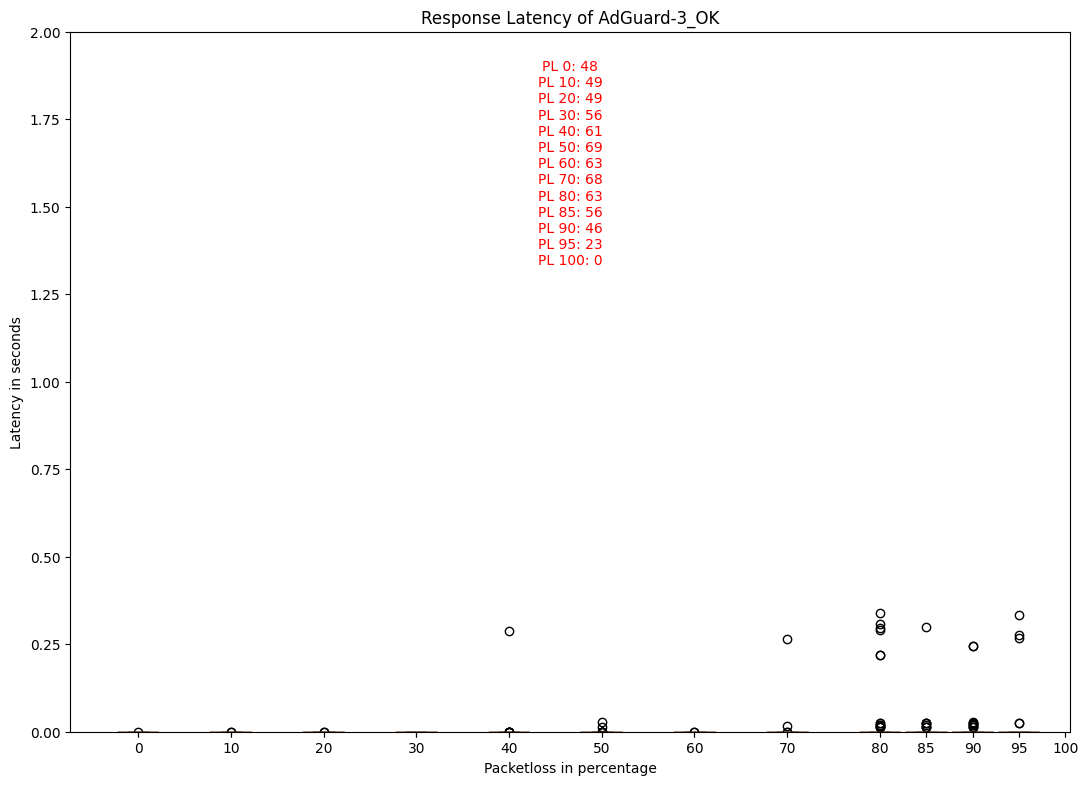 Response Latency of AdGuard-3_OK
PL 0: 48
PL 10: 49
PL 20: 49
PL 30: 56
PL 40: 61
PL 50: 69
PL 60: 63
PL 70: 68
PL 80: 63
PL 85: 56
PL 90: 46
PL 95: 23
PL 100: 0
Latency in seconds
2.00
1.75
1.50
1.25
1.00
0.75
0.50
0.25
0.00
0 10 20 30 40 50 60 70 80 85 90 95 100
Packetloss in percentage